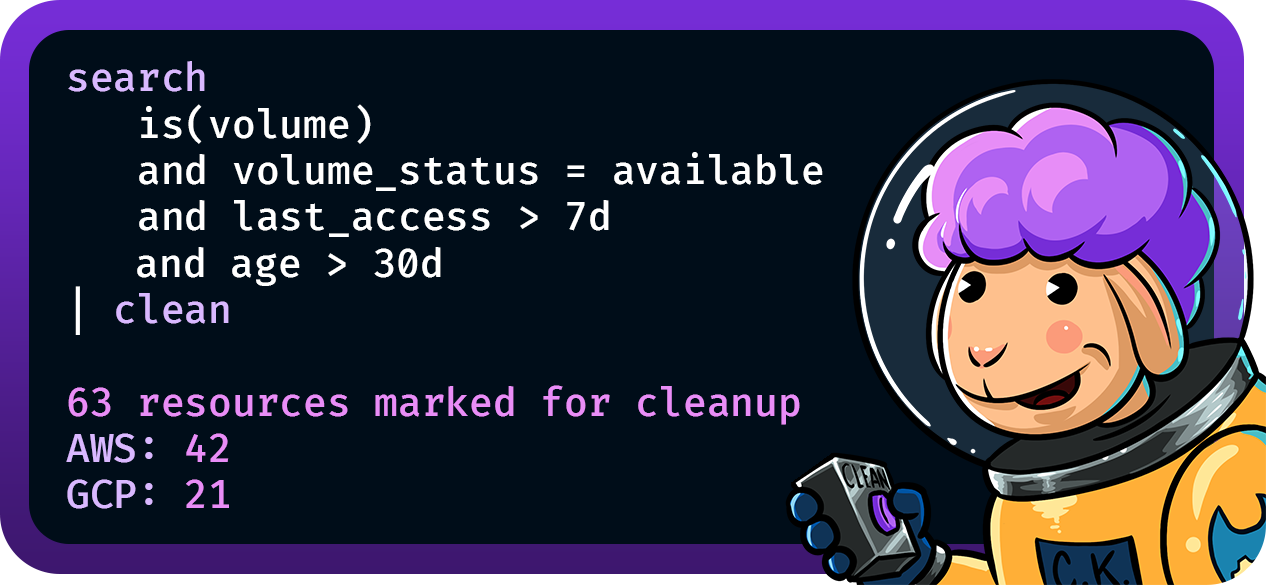 search
is(volume)
and volume_status = available
and last_access > 7d
and age > 30d
| clean
63 resources marked for cleanup
AWS: 42
GCP: 21
CLEAN